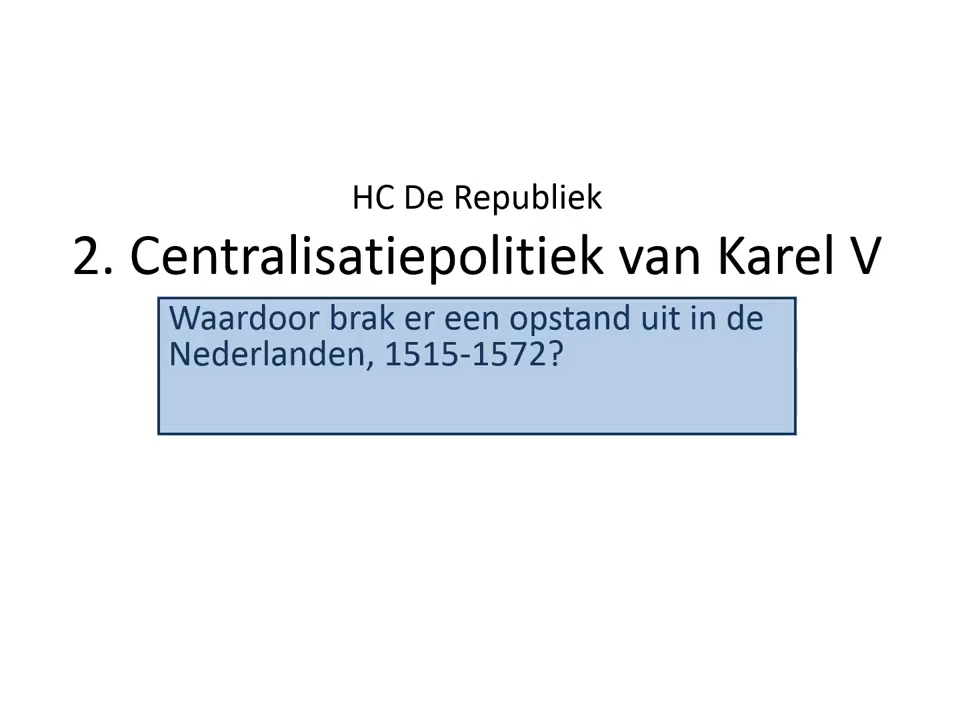 HC De Republiek
2. Centralisatiepolitiek van Karel V
Waardoor brak er een opstand uit in de
Nederlanden, 1515-1572?